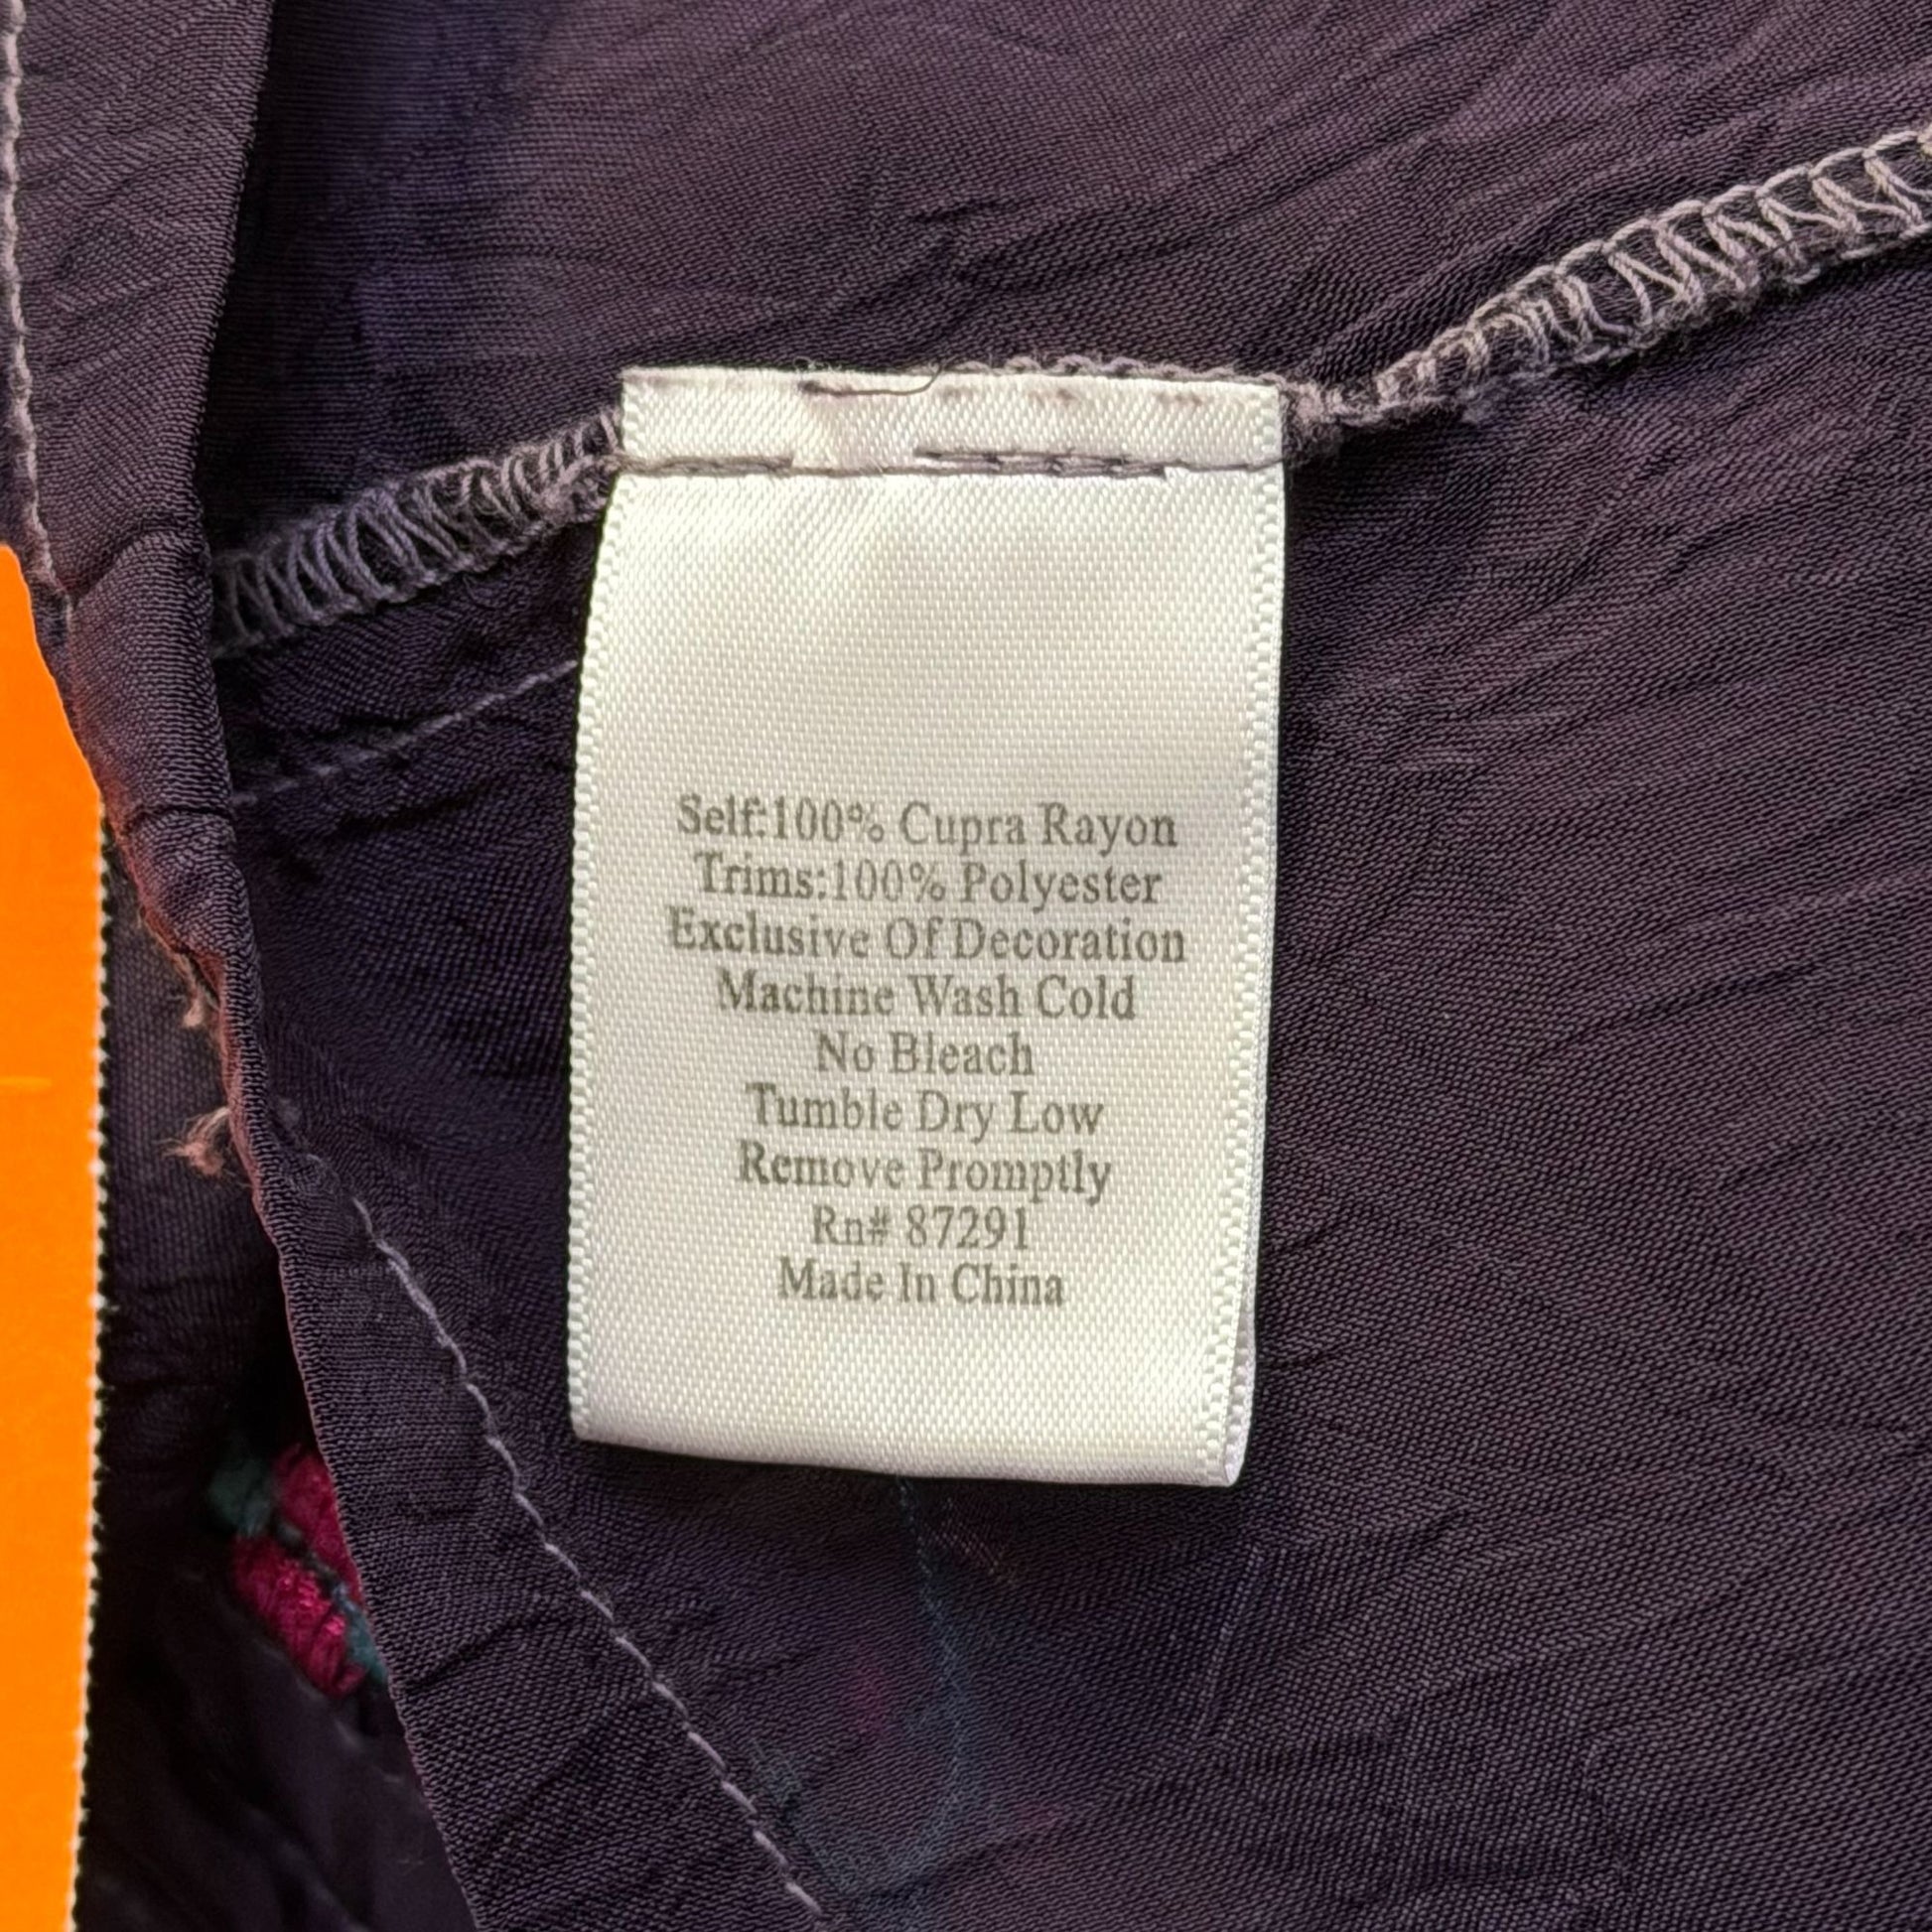 Self:100% Cupra Rayon
Trims:100% Polyester
Exclusive Of Decoration
Machine Wash Cold
No Bleach
Tumble Dry Low
Remove Promptly
Rn# 87291
Made In China